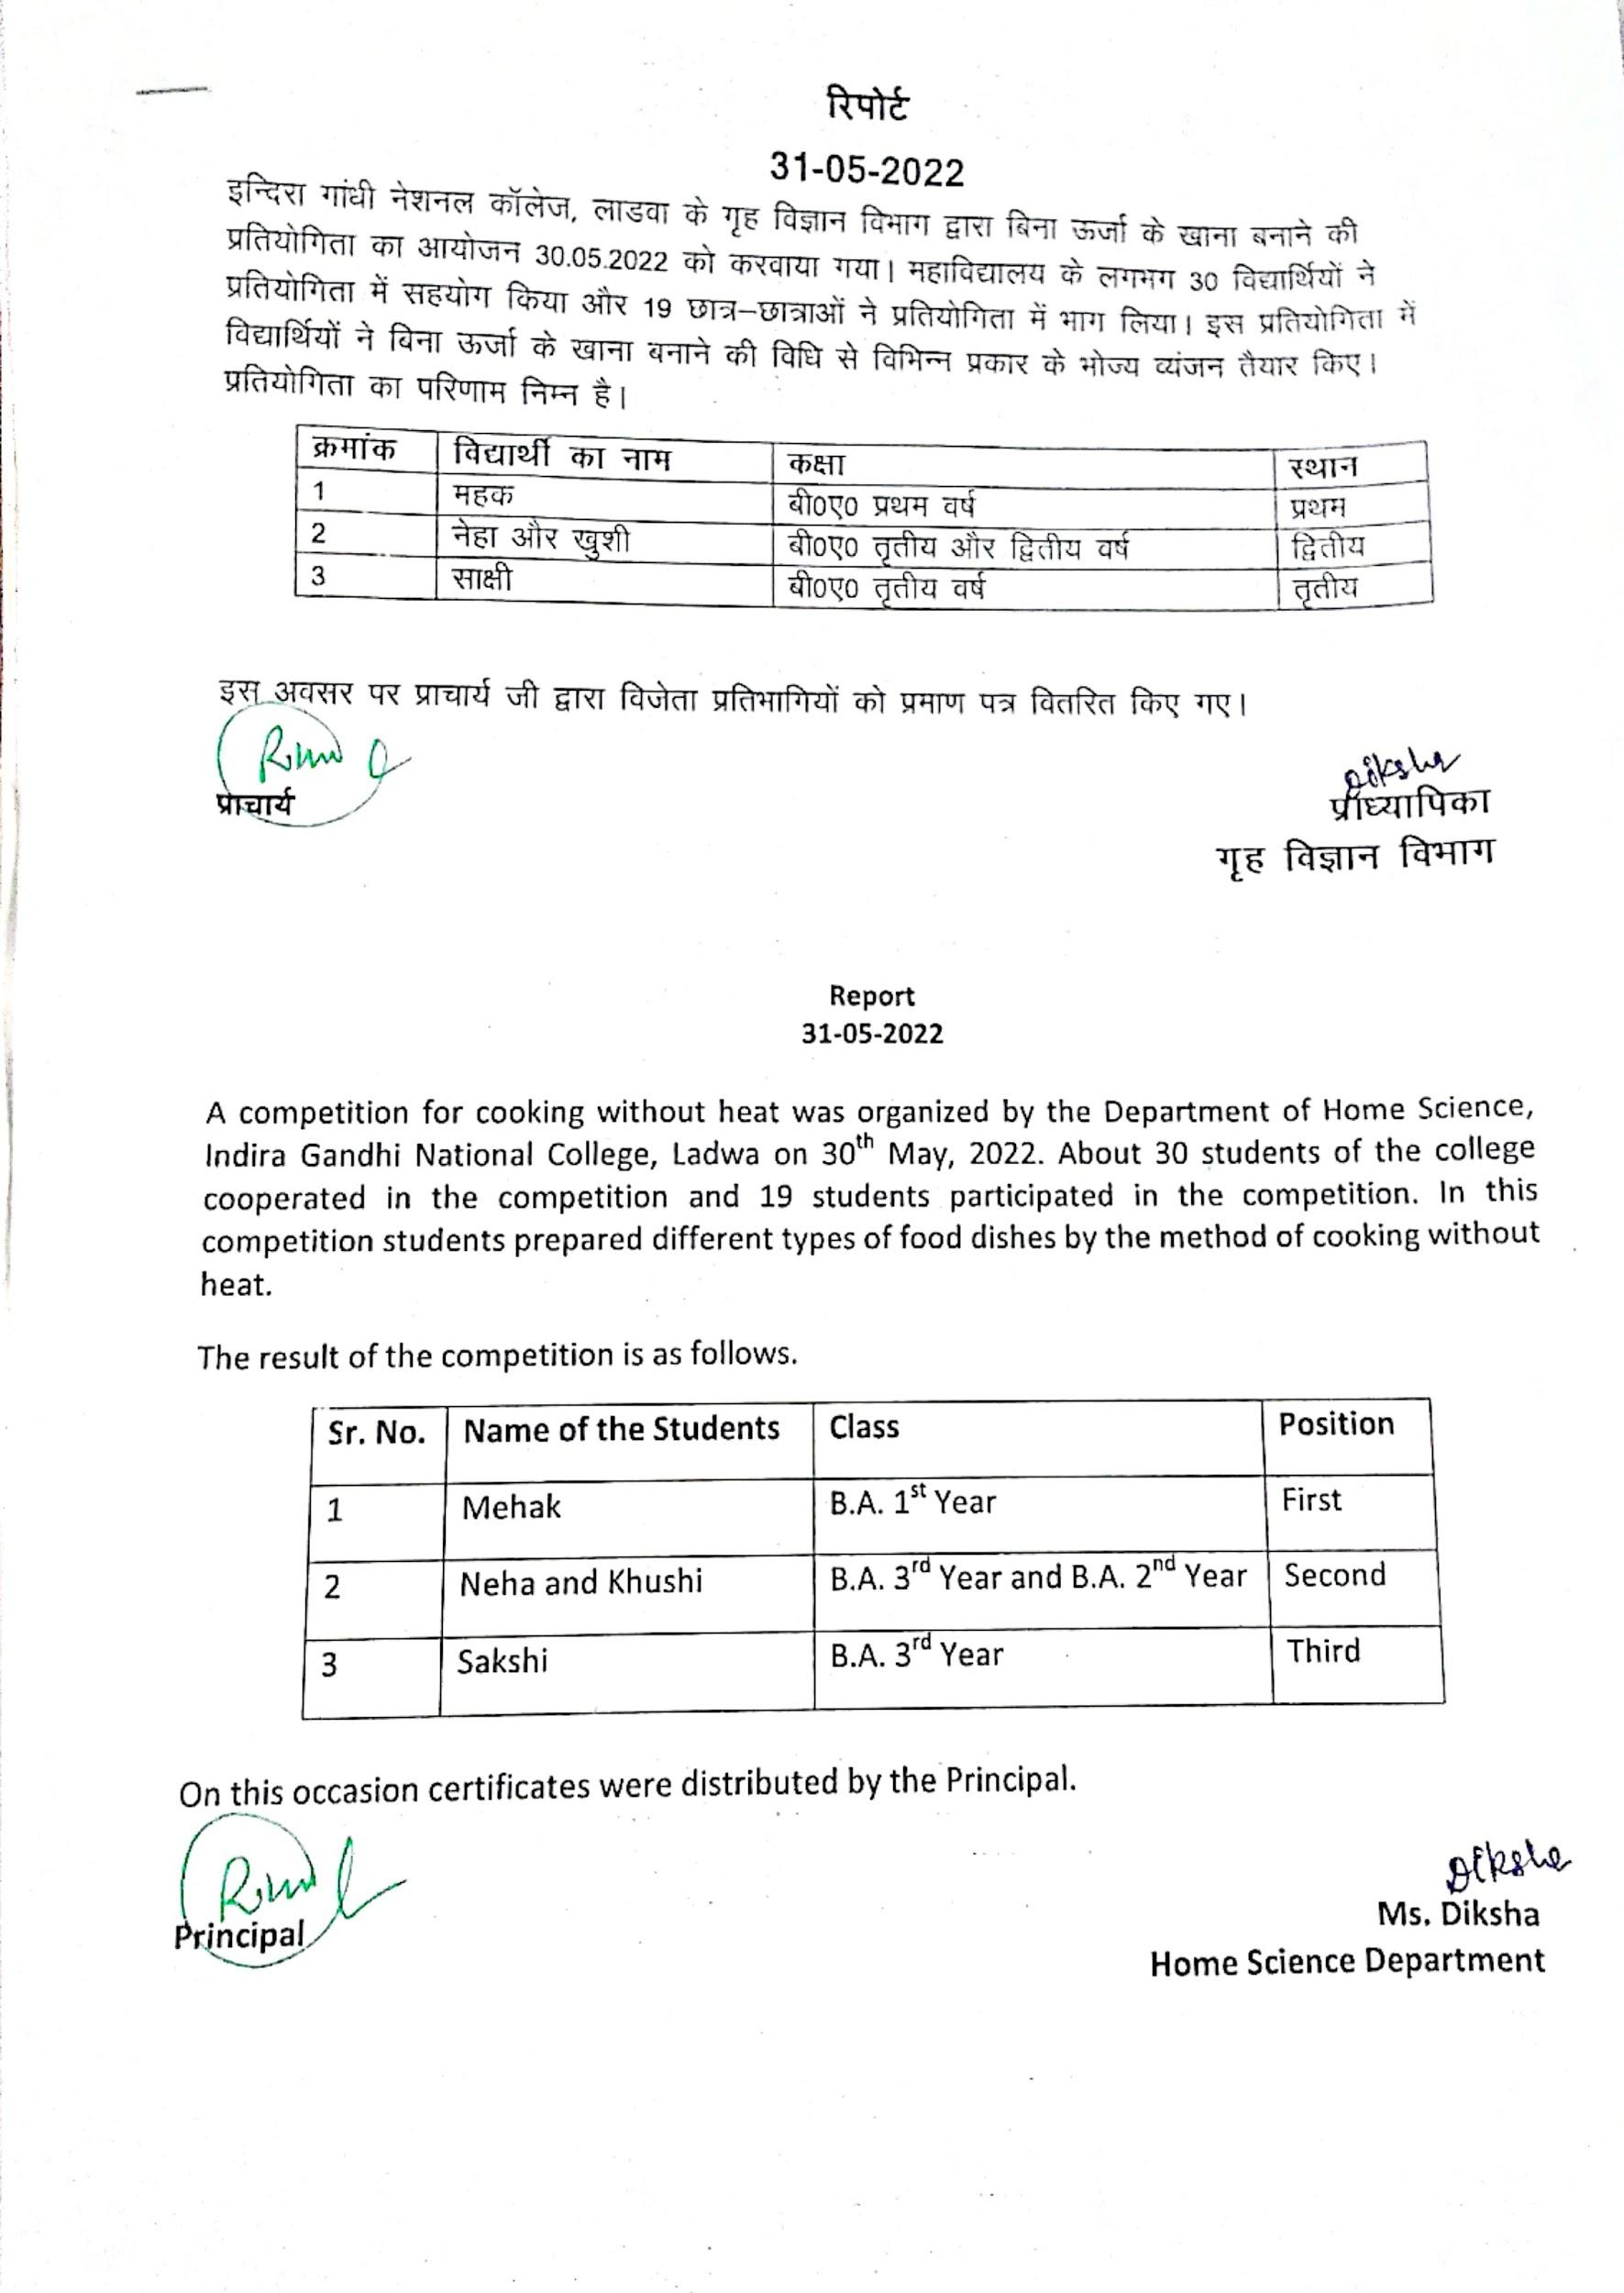 रिपोर्ट
31-05-2022
इन्दिरा गांधी नेशनल कॉलेज, लाडवा के गृह विज्ञान विभाग द्वारा बिना ऊर्जा के खाना बनाने की
प्रतियोगिता का आयोजन 30.05.2022 को करवाया गया। महाविद्यालय के लगभग 30 विद्यार्थियों ने
प्रतियोगिता में सहयोग किया और 19 छात्र–छात्राओं ने प्रतियोगिता में भाग लिया। इस प्रतियोगिता में
विद्यार्थियों ने बिना ऊर्जा के खाना बनाने की विधि से विभिन्न प्रकार के भोज्य व्यंजन तैयार किए।
प्रतियोगिता का परिणाम निम्न है।
क्रमांक विद्यार्थी का नाम कक्षा स्थान
1 महक बी०ए० प्रथम वर्ष प्रथम
2 नेहा और खुशी बी०ए० तृतीय और द्वितीय वर्ष द्वितीय
3 साक्षी बी०ए० तृतीय वर्ष तृतीय
इस अवसर पर प्राचार्य जी द्वारा विजेता प्रतिभागियों को प्रमाण पत्र वितरित किए गए।
Diksha
प्राचार्य प्राध्यापिका
गृह विज्ञान विभाग
Report
31-05-2022
A competition for cooking without heat was organized by the Department of Home Science,
Indira Gandhi National College, Ladwa on 30th May, 2022. About 30 students of the college
cooperated in the competition and 19 students participated in the competition. In this
competition students prepared different types of food dishes by the method of cooking without
heat.
The result of the competition is as follows.
Sr. No. Name of the Students Class Position
1 Mehak B.A. 1st Year First
2 Neha and Khushi B.A. 3rd Year and B.A. 2nd Year Second
3 Sakshi B.A. 3rd Year Third
On this occasion certificates were distributed by the Principal.
Diksha
Principal Ms. Diksha
Home Science Department